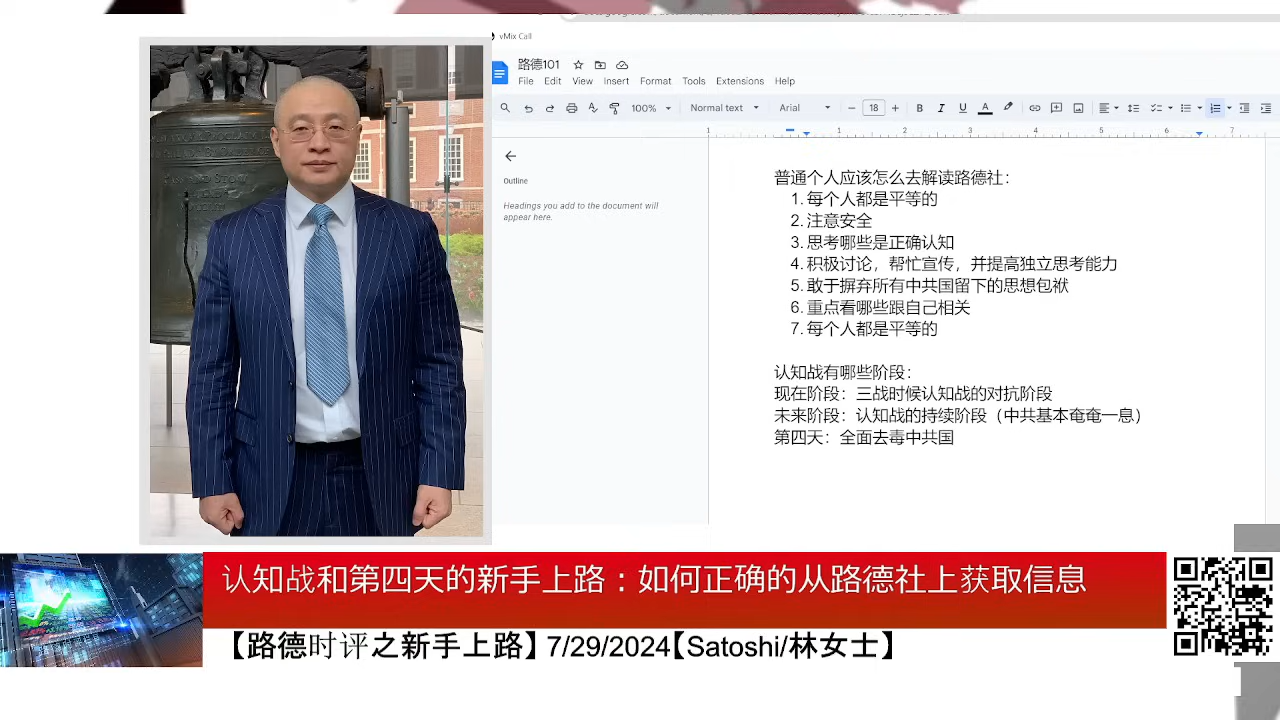 vMix Call
路德101
File Edit View Insert Format Tools Extensions Help
100% Normal text Arial 18
1 1 2 3 4 5 6 7
Outline
Headings you add to the document will
appear here.
普通个人应该怎么去解读路德社：
1. 每个人都是平等的
2. 注意安全
3. 思考哪些是正确认知
4. 积极讨论，帮忙宣传，并提高独立思考能力
5. 敢于摒弃所有中共国留下的思想包袱
6. 重点看哪些跟自己相关
7. 每个人都是平等的
认知战有哪些阶段：
现在阶段：三战时候认知战的对抗阶段
未来阶段：认知战的持续阶段（中共基本奄奄一息）
第四天：全面去毒中共国
认知战和第四天的新手上路：如何正确的从路德社上获取信息
【路德时评之新手上路】7/29/2024【Satoshi/林女士】